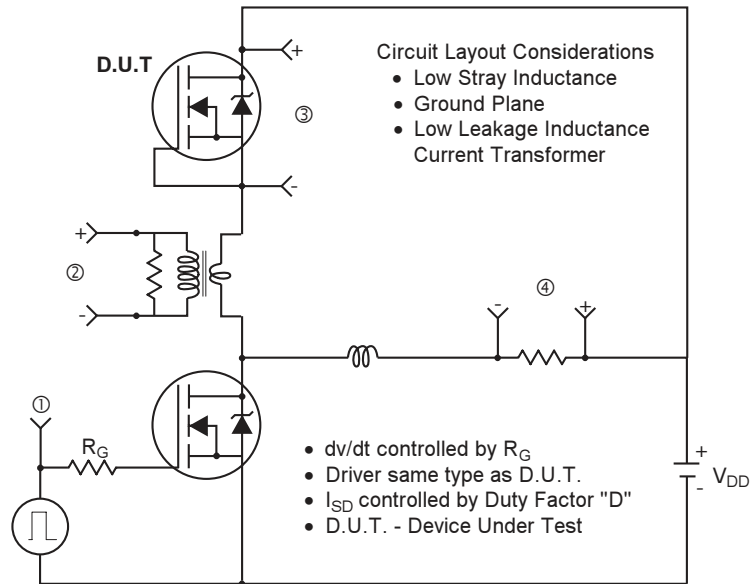 D.U.T
+
③
-
Circuit Layout Considerations
• Low Stray Inductance
• Ground Plane
• Low Leakage Inductance
Current Transformer
+
②
-
④
-
+
①
R_G
• dv/dt controlled by R_G
• Driver same type as D.U.T.
• I_SD controlled by Duty Factor "D"
• D.U.T. - Device Under Test
+
V_DD
-